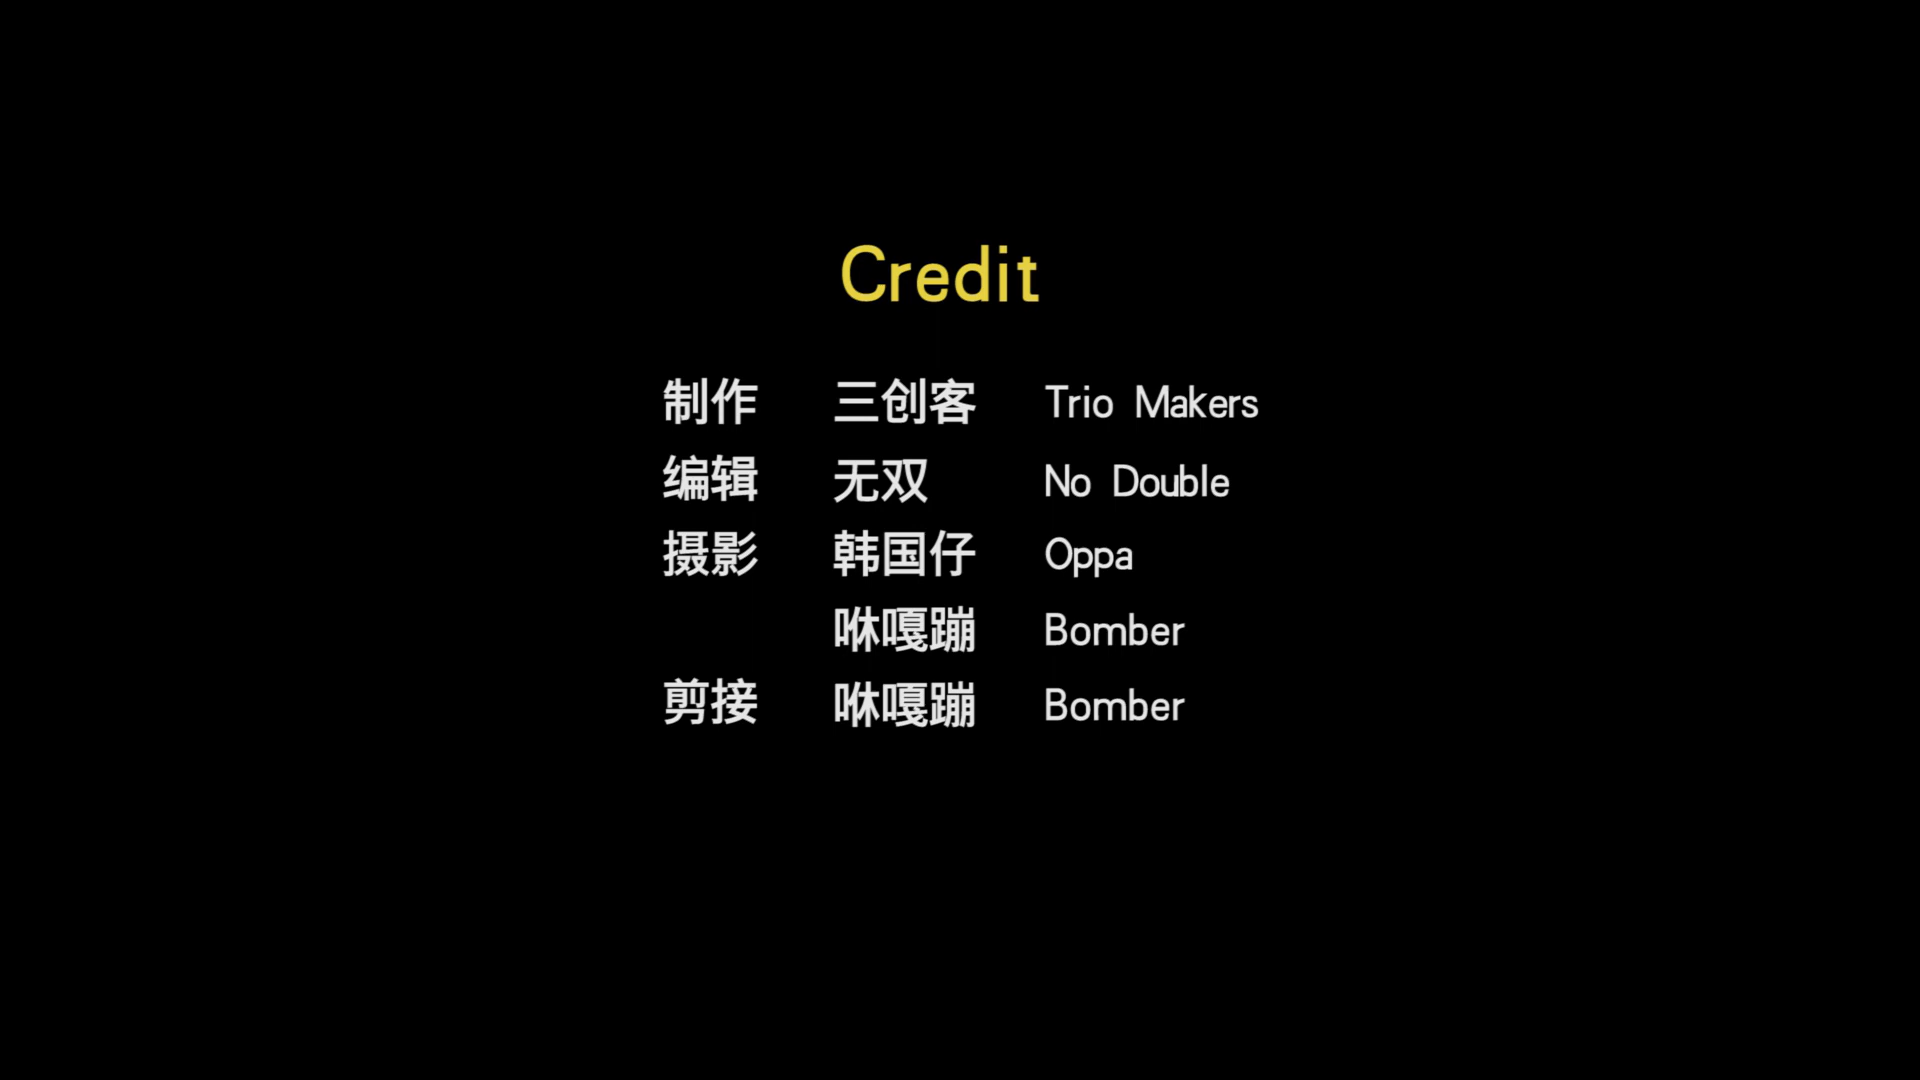 Credit
制作 三创客 Trio Makers
编辑 无双 No Double
摄影 韩国仔 Oppa
咻嘎蹦 Bomber
剪接 咻嘎蹦 Bomber